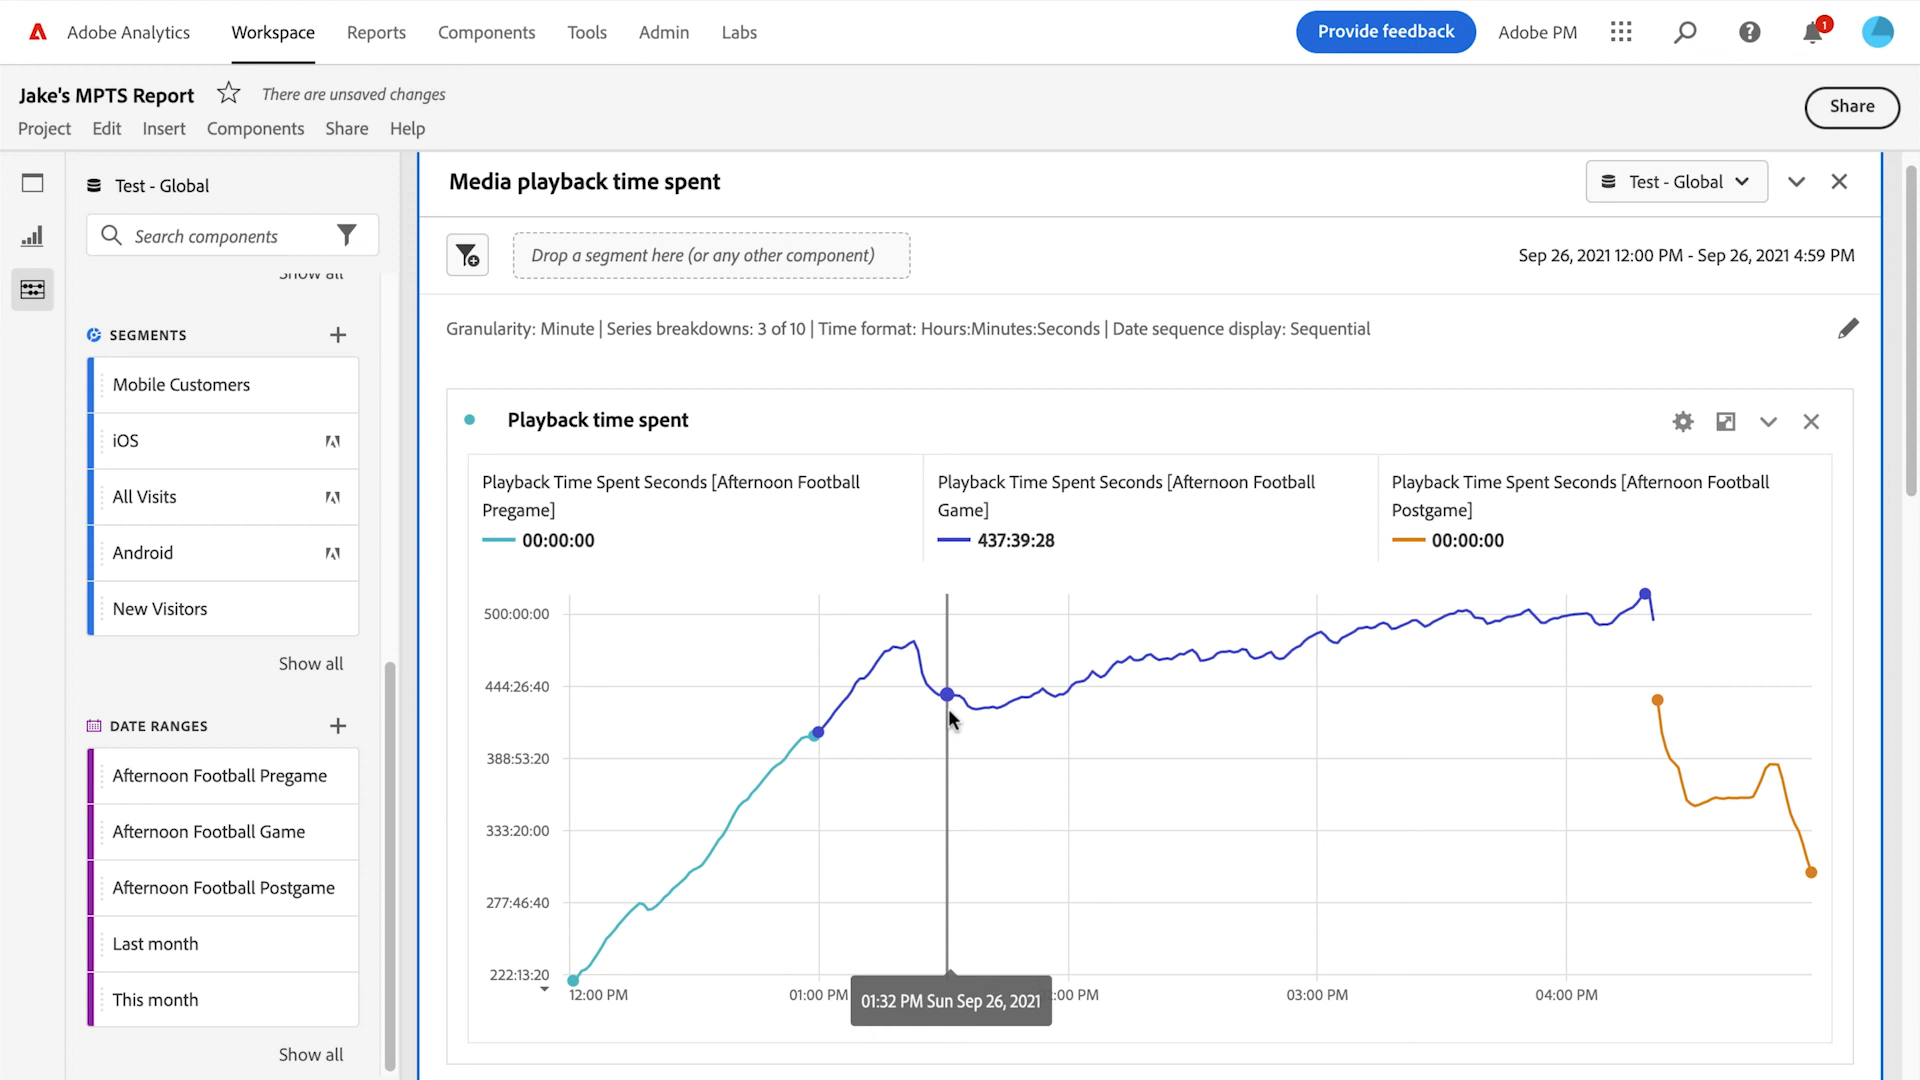 Adobe Analytics
Workspace
Reports
Components
Tools
Admin
Labs
Provide feedback
Adobe PM
1
Jake's MPTS Report
There are unsaved changes
Project
Edit
Insert
Components
Share
Help
Share
Test - Global
Search components
Show all
SEGMENTS
Mobile Customers
iOS
All Visits
Android
New Visitors
Show all
DATE RANGES
Afternoon Football Pregame
Afternoon Football Game
Afternoon Football Postgame
Last month
This month
Show all
Media playback time spent
Test - Global
Drop a segment here (or any other component)
Sep 26, 2021 12:00 PM - Sep 26, 2021 4:59 PM
Granularity: Minute | Series breakdowns: 3 of 10 | Time format: Hours:Minutes:Seconds | Date sequence display: Sequential
Playback time spent
Playback Time Spent Seconds [Afternoon Football
Pregame]
00:00:00
Playback Time Spent Seconds [Afternoon Football
Game]
437:39:28
Playback Time Spent Seconds [Afternoon Football
Postgame]
00:00:00
500:00:00
444:26:40
388:53:20
333:20:00
277:46:40
222:13:20
12:00 PM
01:00 PM
:00 PM
03:00 PM
04:00 PM
01:32 PM Sun Sep 26, 2021